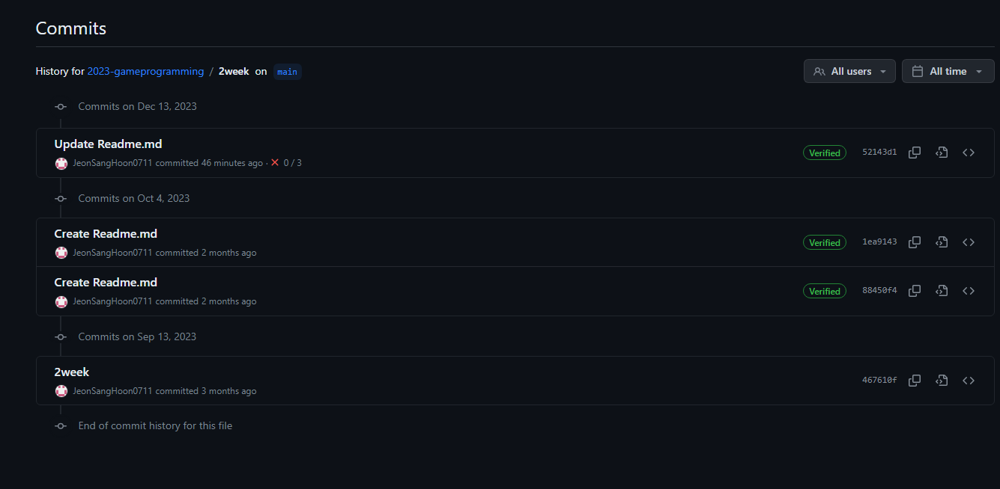 Commits
History for 2023-gameprogramming / 2week on main
All users
All time
Commits on Dec 13, 2023
Update Readme.md
JeonSangHoon0711 committed 46 minutes ago · 0 / 3
Verified
52143d1
Commits on Oct 4, 2023
Create Readme.md
JeonSangHoon0711 committed 2 months ago
Verified
1ea9143
Create Readme.md
JeonSangHoon0711 committed 2 months ago
Verified
88450f4
Commits on Sep 13, 2023
2week
JeonSangHoon0711 committed 3 months ago
467610f
End of commit history for this file